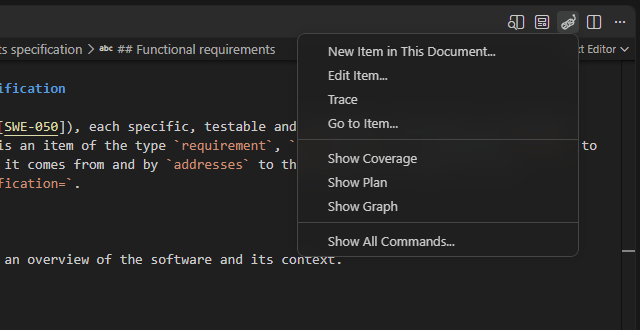 ts specification > abc ## Functional requirements
xt Editor
New Item in This Document...
Edit Item...
Trace
Go to Item...
Show Coverage
Show Plan
Show Graph
Show All Commands...
ification
[SWE-050]), each specific, testable and
is an item of the type `requirement`, ` to
it comes from and by `addresses` to th
fication=`.
an overview of the software and its context.